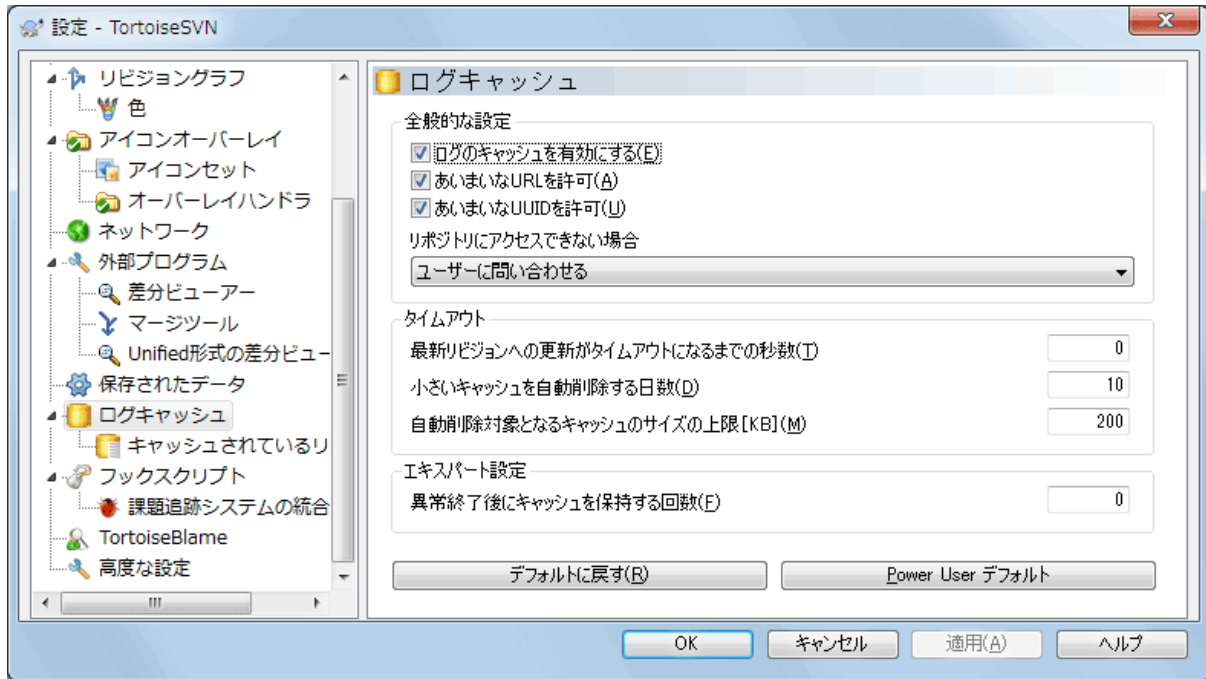 設定 - TortoiseSVN
リビジョングラフ
色
アイコンオーバーレイ
アイコンセット
オーバーレイハンドラ
ネットワーク
外部プログラム
差分ビューアー
マージツール
Unified形式の差分ビュー
保存されたデータ
ログキャッシュ
キャッシュされているリ
フックスクリプト
課題追跡システムの統合
TortoiseBlame
高度な設定
ログキャッシュ
全般的な設定
ログのキャッシュを有効にする(E)
あいまいなURLを許可(A)
あいまいなUUIDを許可(U)
リポジトリにアクセスできない場合
ユーザーに問い合わせる
タイムアウト
最新リビジョンへの更新がタイムアウトになるまでの秒数(T) 0
小さいキャッシュを自動削除する日数(D) 10
自動削除対象となるキャッシュのサイズの上限[KB](M) 200
エキスパート設定
異常終了後にキャッシュを保持する回数(F) 0
デフォルトに戻す(R) Power User デフォルト
OK キャンセル 適用(A) ヘルプ